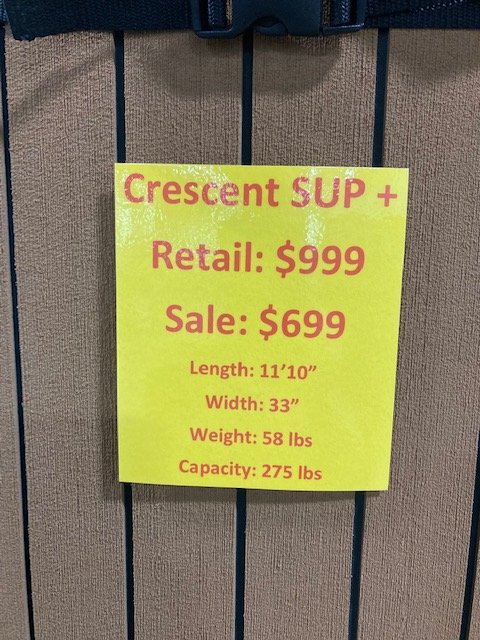 Crescent SUP +
Retail: $999
Sale: $699
Length: 11’10”
Width: 33”
Weight: 58 lbs
Capacity: 275 lbs